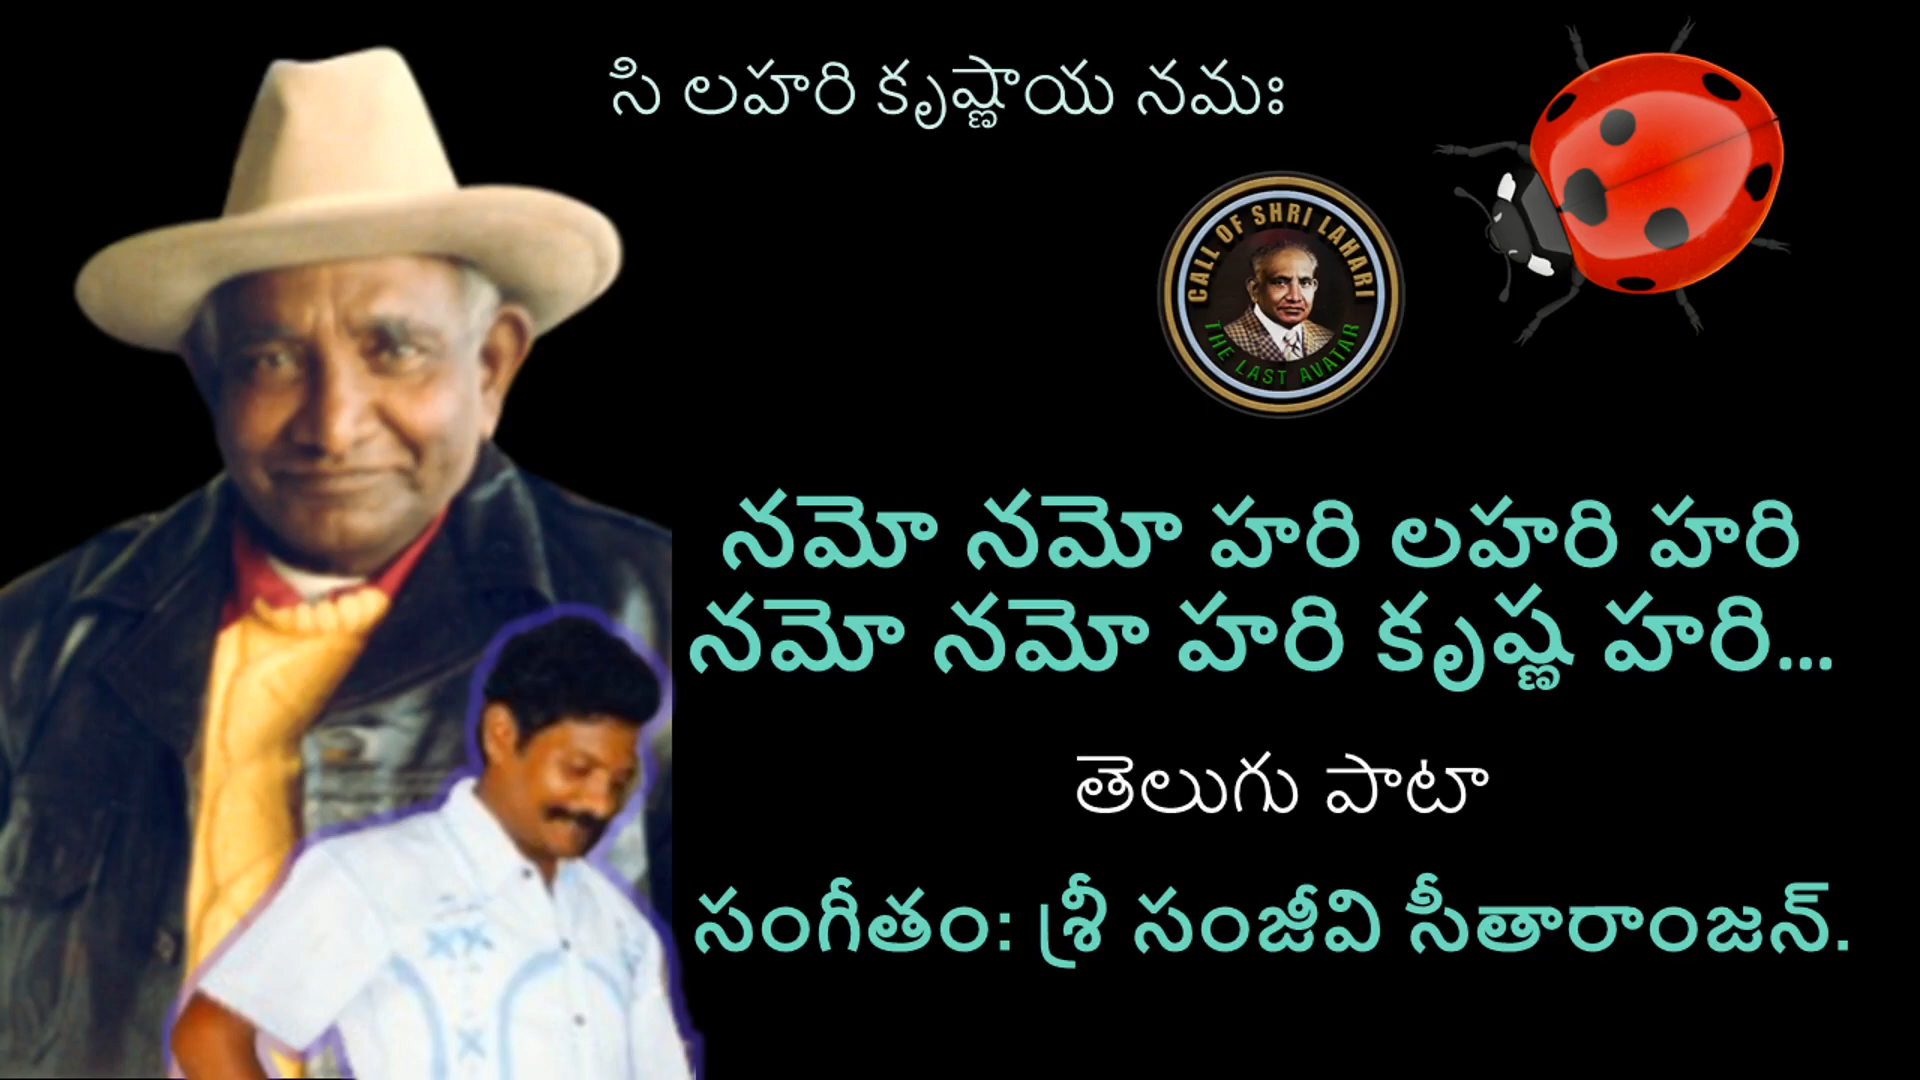 సి లహరి కృష్ణాయ నమః
CALL OF SHRI LAHARI
THE LAST AVATAR
నమో నమో హరి లహరి హరి
నమో నమో హరి కృష్ణ హరి...
తెలుగు పాటా
సంగీతం: శ్రీ సంజీవి సీతారాంజన్.